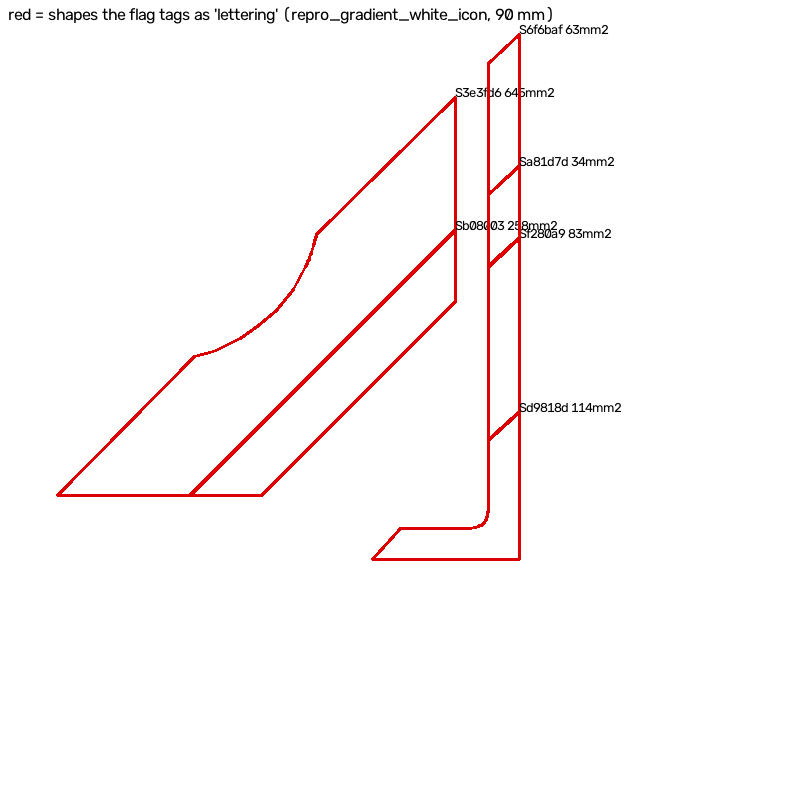 red = shapes the flag tags as 'lettering' (repro_gradient_white_icon, 90 mm)
S6f6baf 63mm2
S3e3fd6 645mm2
Sa81d7d 34mm2
Sb08003 258mm2
Sf280a9 83mm2
Sd9818d 114mm2